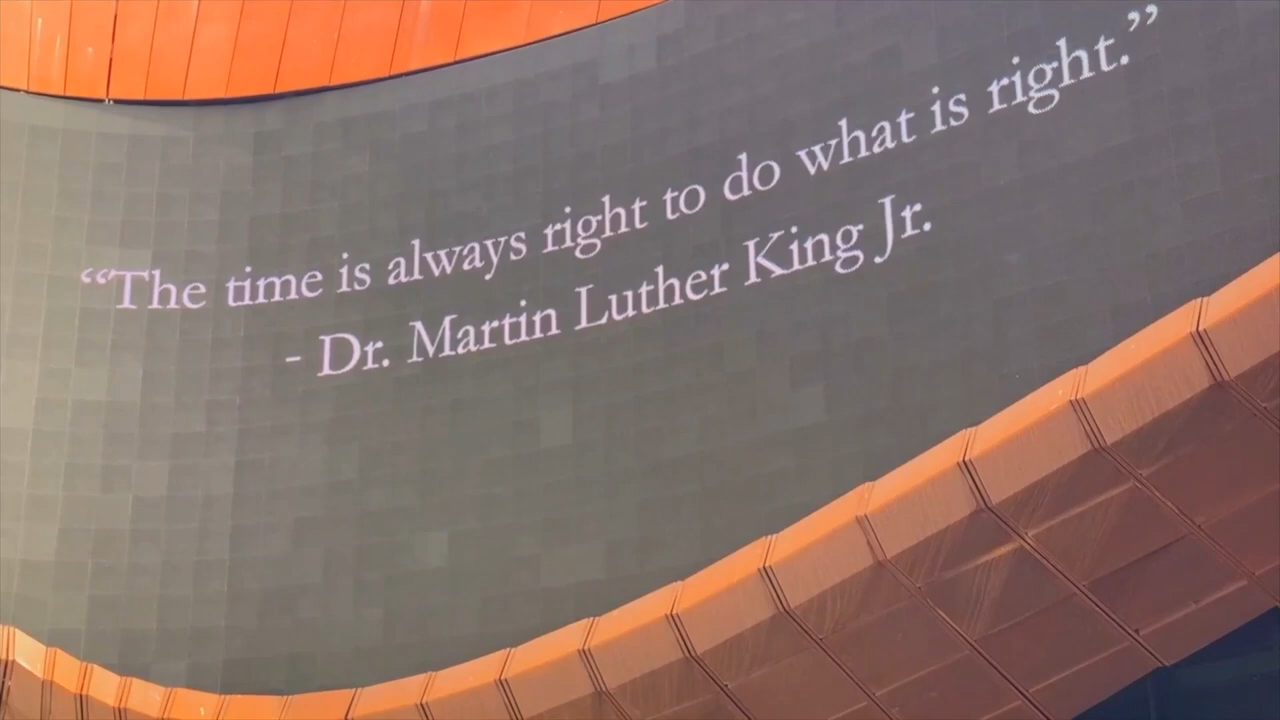 “The time is always right to do what is right.”
- Dr. Martin Luther King Jr.